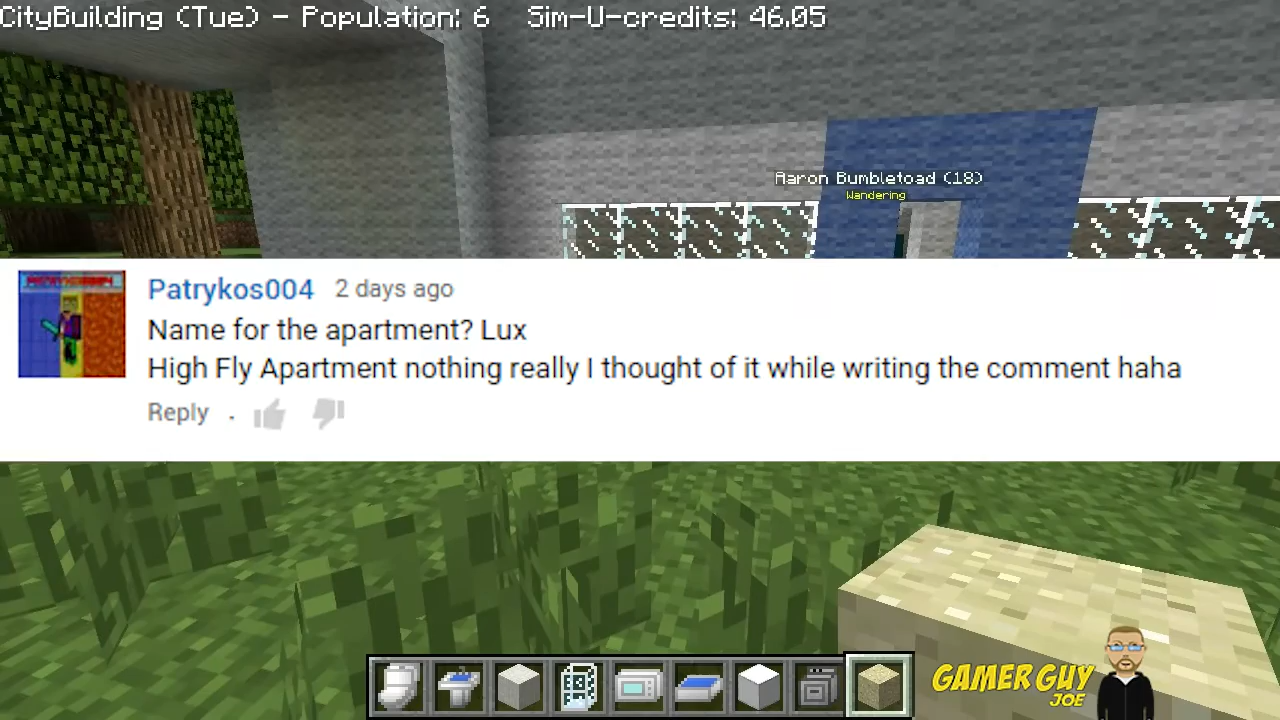 CityBuilding (Tue) - Population: 6 Sim-U-credits: 46.05
Aaron Bumbletoad (18)
Wandering
Patrykos004 2 days ago
Name for the apartment? Lux
High Fly Apartment nothing really I thought of it while writing the comment haha
Reply .
GAMER GUY
JOE